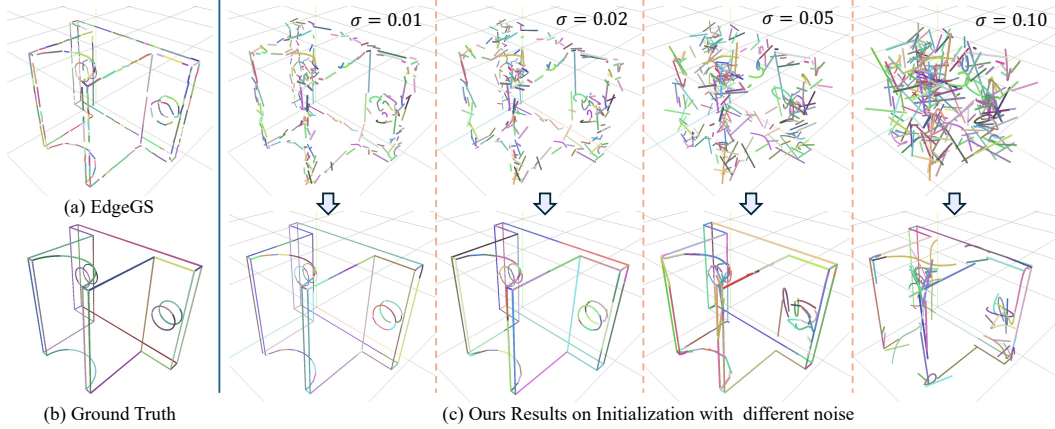 σ = 0.01
σ = 0.02
σ = 0.05
σ = 0.10
(a) EdgeGS
(b) Ground Truth
(c) Ours Results on Initialization with different noise